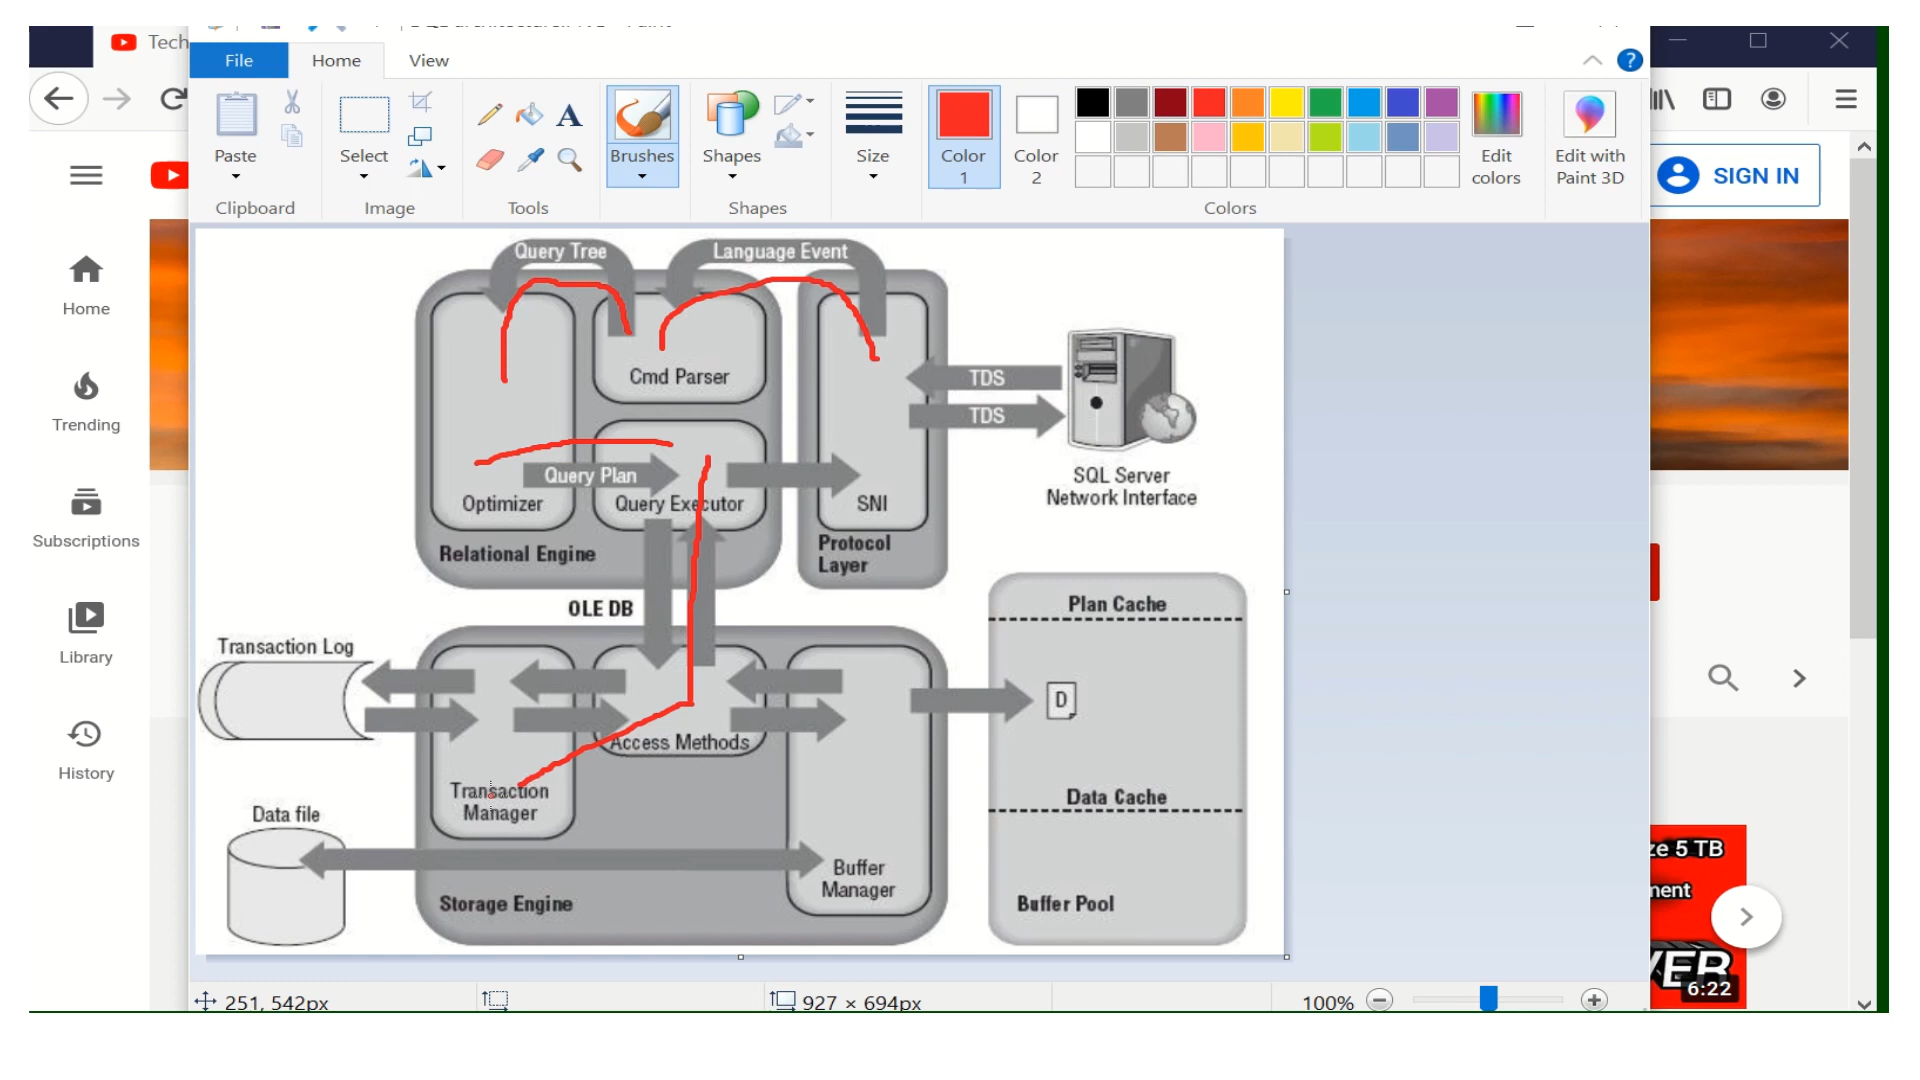 Tech
File
Home
View
?
Paste
Select
A
Brushes
Shapes
Size
Color
1
Color
2
Edit
colors
Edit with
Paint 3D
Clipboard
Image
Tools
Shapes
Colors
SIGN IN
Home
Trending
Subscriptions
Library
History
Query Tree
Language Event
Cmd Parser
TDS
TDS
Query Plan
Optimizer
Query Executor
SNI
SQL Server
Network Interface
Relational Engine
Protocol
Layer
OLE DB
Plan Cache
Transaction Log
D
Access Methods
Transaction
Manager
Data Cache
Data file
Buffer
Manager
Storage Engine
Buffer Pool
ze 5 TB
ment
VER
6:22
251, 542px
927 × 694px
100%